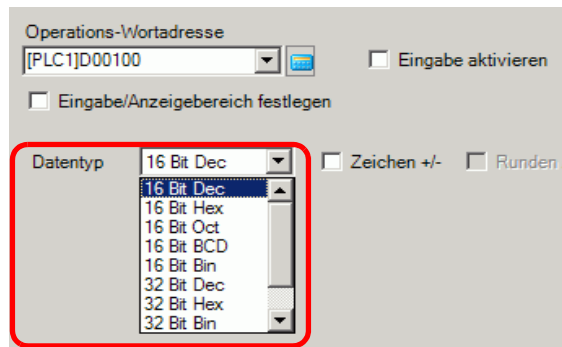 Operations-Wortadresse
[PLC1]D00100
Eingabe aktivieren
Eingabe/Anzeigebereich festlegen
Datentyp 16 Bit Dec Zeichen +/- Runden
16 Bit Dec
16 Bit Hex
16 Bit Oct
16 Bit BCD
16 Bit Bin
32 Bit Dec
32 Bit Hex
32 Bit Bin